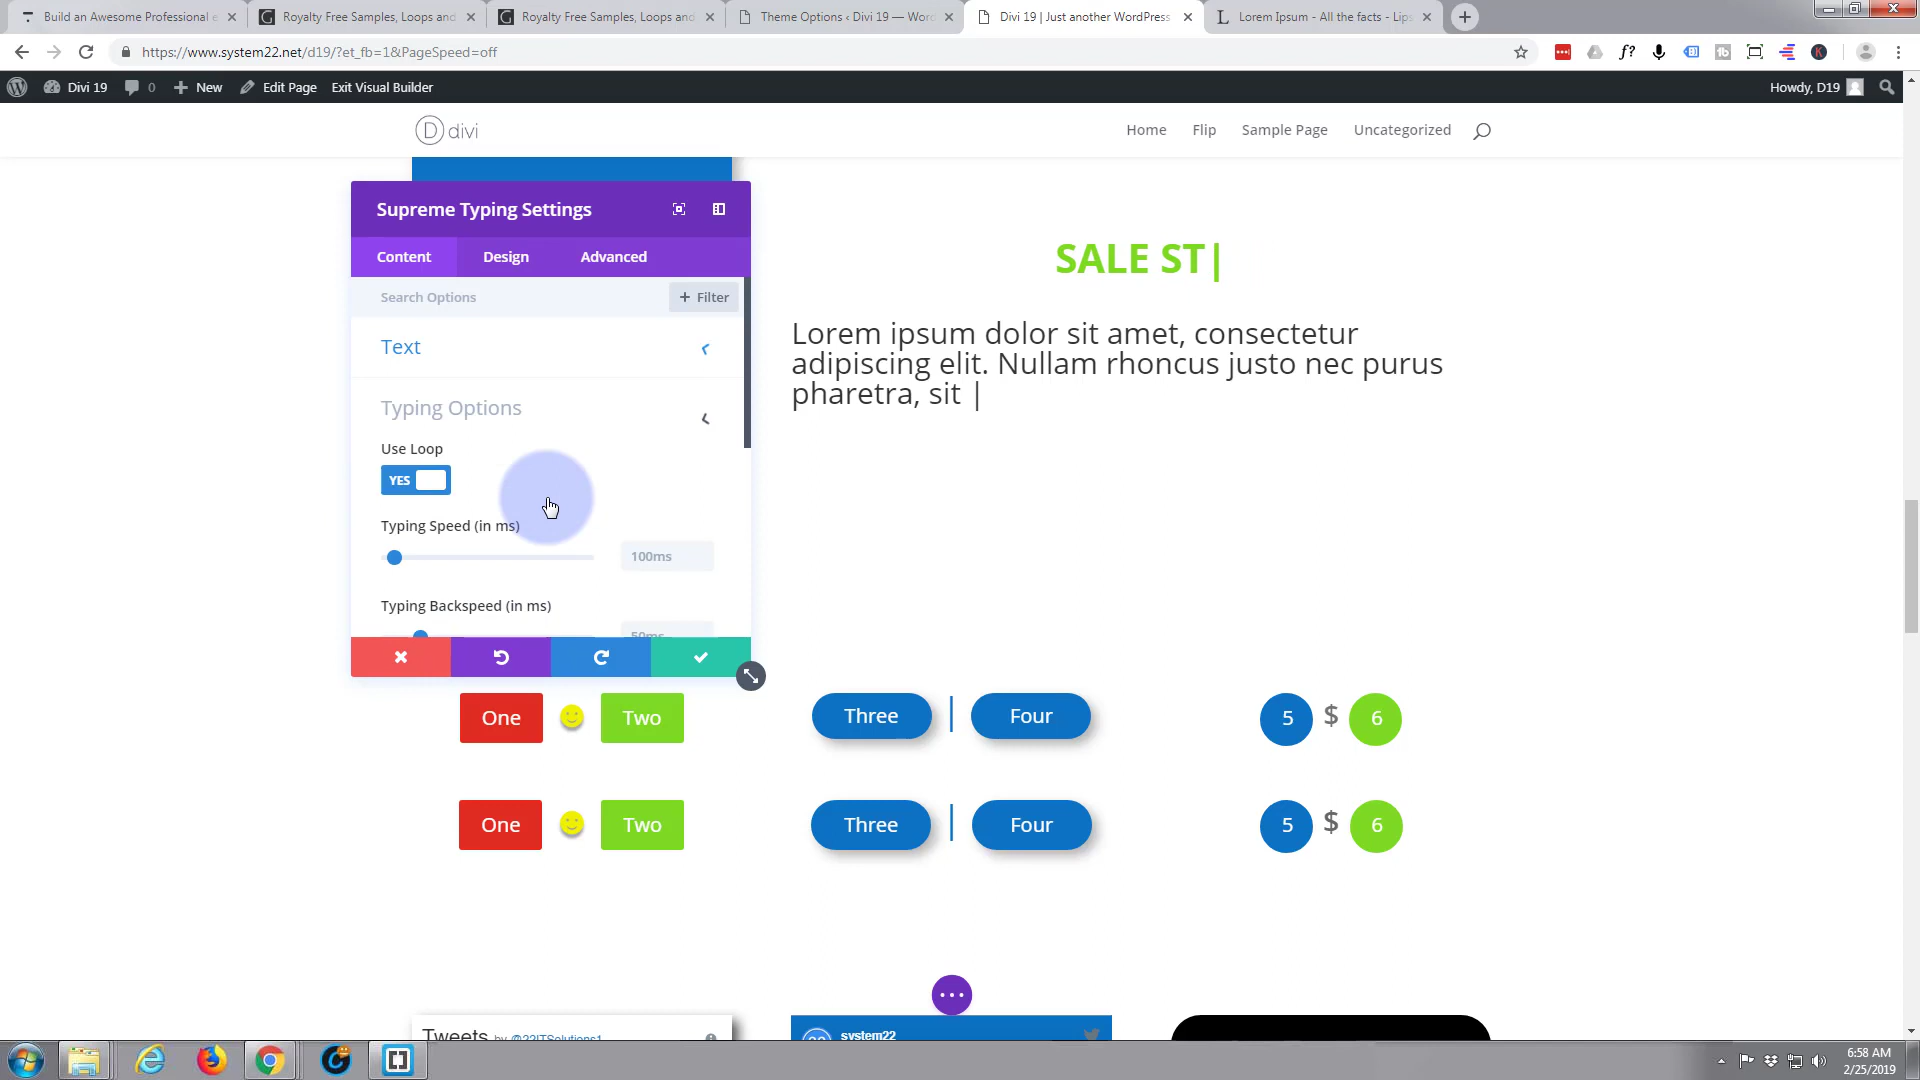 Build an Awesome Professional e
Royalty Free Samples, Loops and
Royalty Free Samples, Loops and
Theme Options ‹ Divi 19 — Word
Divi 19 | Just another WordPress
Lorem Ipsum - All the facts - Lips
https://www.system22.net/d19/?et_fb=1&PageSpeed=off
Divi 19
0
New
Edit Page
Exit Visual Builder
Howdy, D19
divi
Home
Flip
Sample Page
Uncategorized
Supreme Typing Settings
Content
Design
Advanced
Search Options
+ Filter
Text
Typing Options
Use Loop
YES
Typing Speed (in ms)
100ms
Typing Backspeed (in ms)
50ms
SALE ST|
Lorem ipsum dolor sit amet, consectetur
adipiscing elit. Nullam rhoncus justo nec purus
pharetra, sit |
One
Two
Three
|
Four
5
$
6
One
Two
Three
|
Four
5
$
6
Tweets by @22ITSolutions1
system22
6:58 AM
2/25/2019